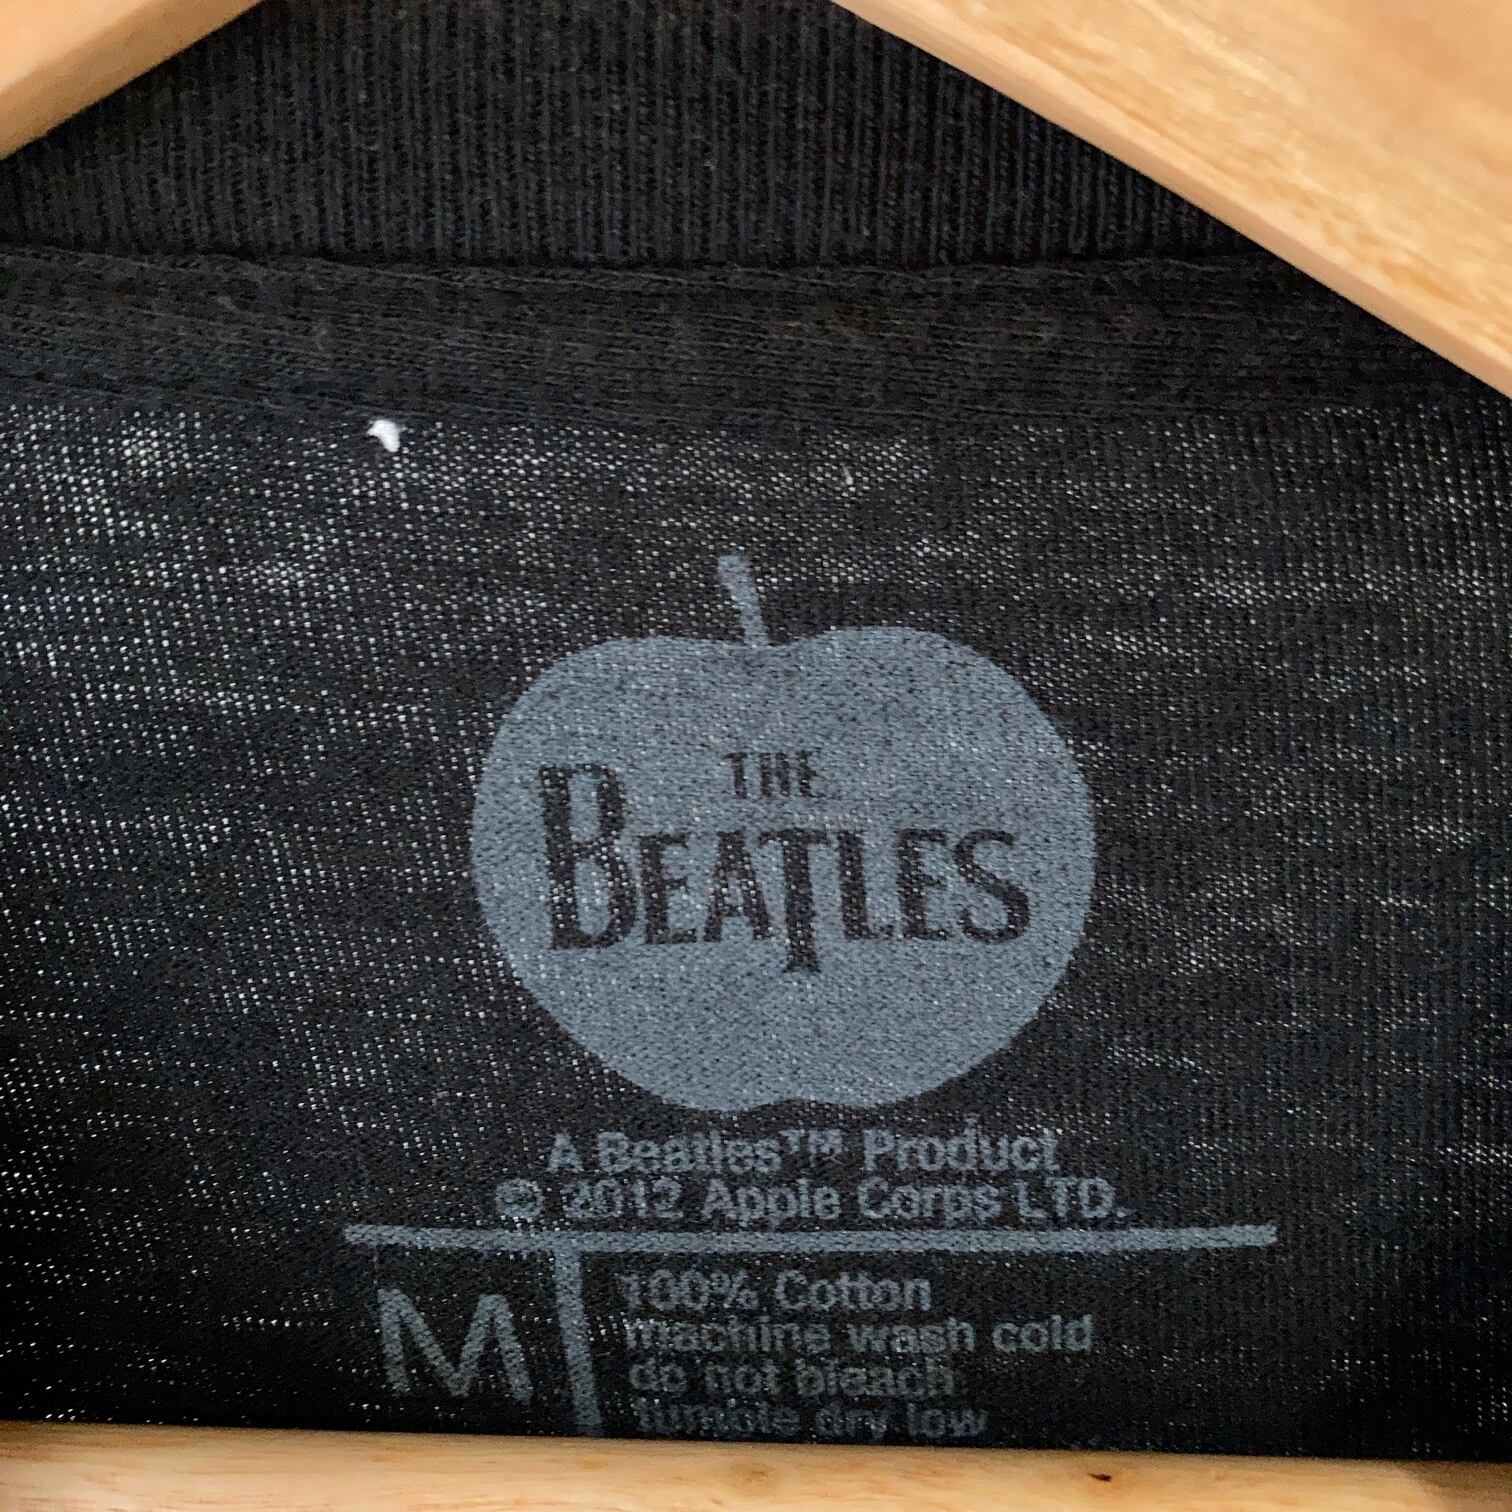 THE
BEATLES
A Beatles™ Product
© 2012 Apple Corps LTD.
M
100% Cotton
machine wash cold
do not bleach
tumble dry low